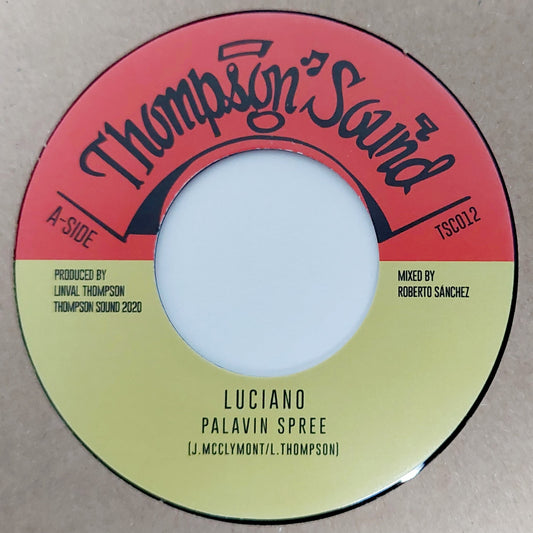 Thompson Sound
A-SIDE
TSC012
PRODUCED BY
LINVAL THOMPSON
THOMPSON SOUND 2020
MIXED BY
ROBERTO SÁNCHEZ
LUCIANO
PALAVIN SPREE
(J.MCCLYMONT/L.THOMPSON)